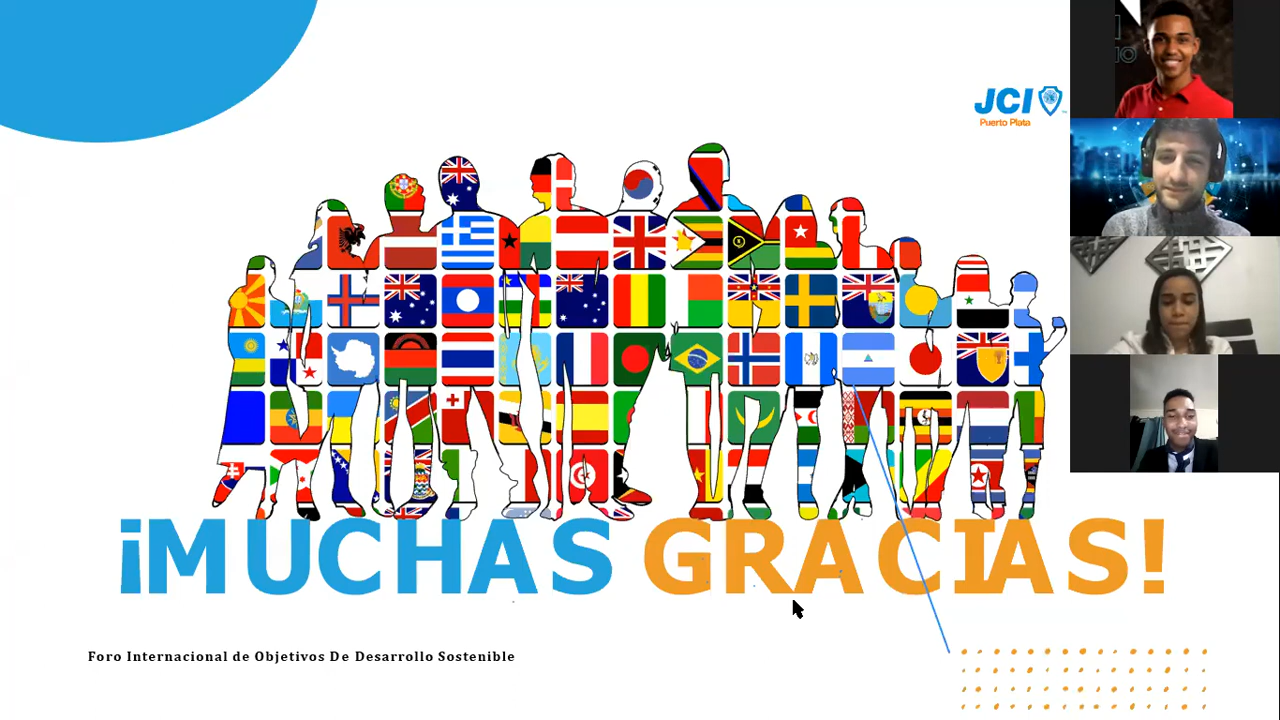 JCI
Puerto Plata
¡MUCHAS GRACIAS!
Foro Internacional de Objetivos De Desarrollo Sostenible